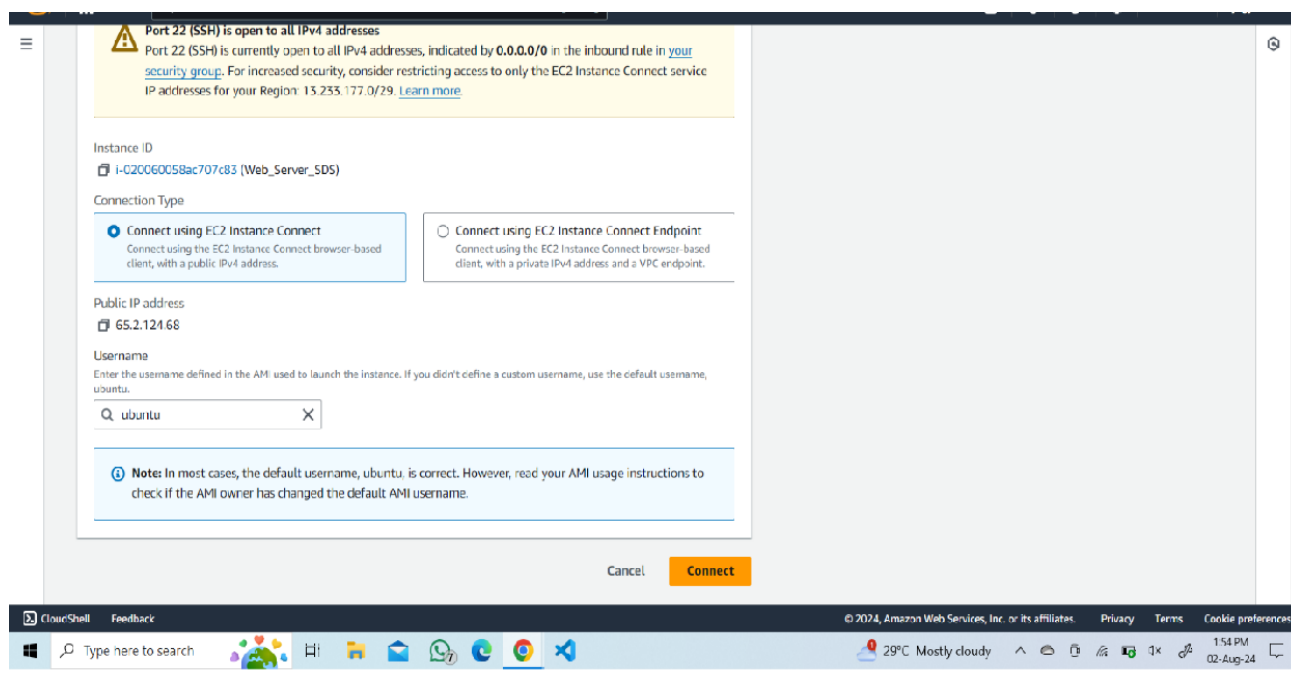 Port 22 (SSH) is open to all IPv4 addresses
Port 22 (SSH) is currently open to all IPv4 addresses, indicated by 0.0.0.0/0 in the inbound rule in your
security group. For increased security, consider restricting access to only the EC2 Instance Connect service
IP addresses for your Region: 13.233.177.0/29. Learn more.
Instance ID
i-020060058ac707c83 (Web_Server_SDS)
Connection Type
Connect using EC2 Instance Connect
Connect using the EC2 Instance Connect browser-based
client, with a public IPv4 address.
Connect using EC2 Instance Connect Endpoint
Connect using the EC2 Instance Connect browser-based
client, with a private IPv4 address and a VPC endpoint.
Public IP address
65.2.124.68
Username
Enter the username defined in the AMI used to launch the instance. If you didn't define a custom username, use the default username,
ubuntu.
ubuntu
Note: In most cases, the default username, ubuntu, is correct. However, read your AMI usage instructions to
check if the AMI owner has changed the default AMI username.
Cancel
Connect
CloudShell Feedback © 2024, Amazon Web Services, Inc. or its affiliates. Privacy Terms Cookie preferences
Type here to search 7 29°C Mostly cloudy 1:54 PM
02-Aug-24